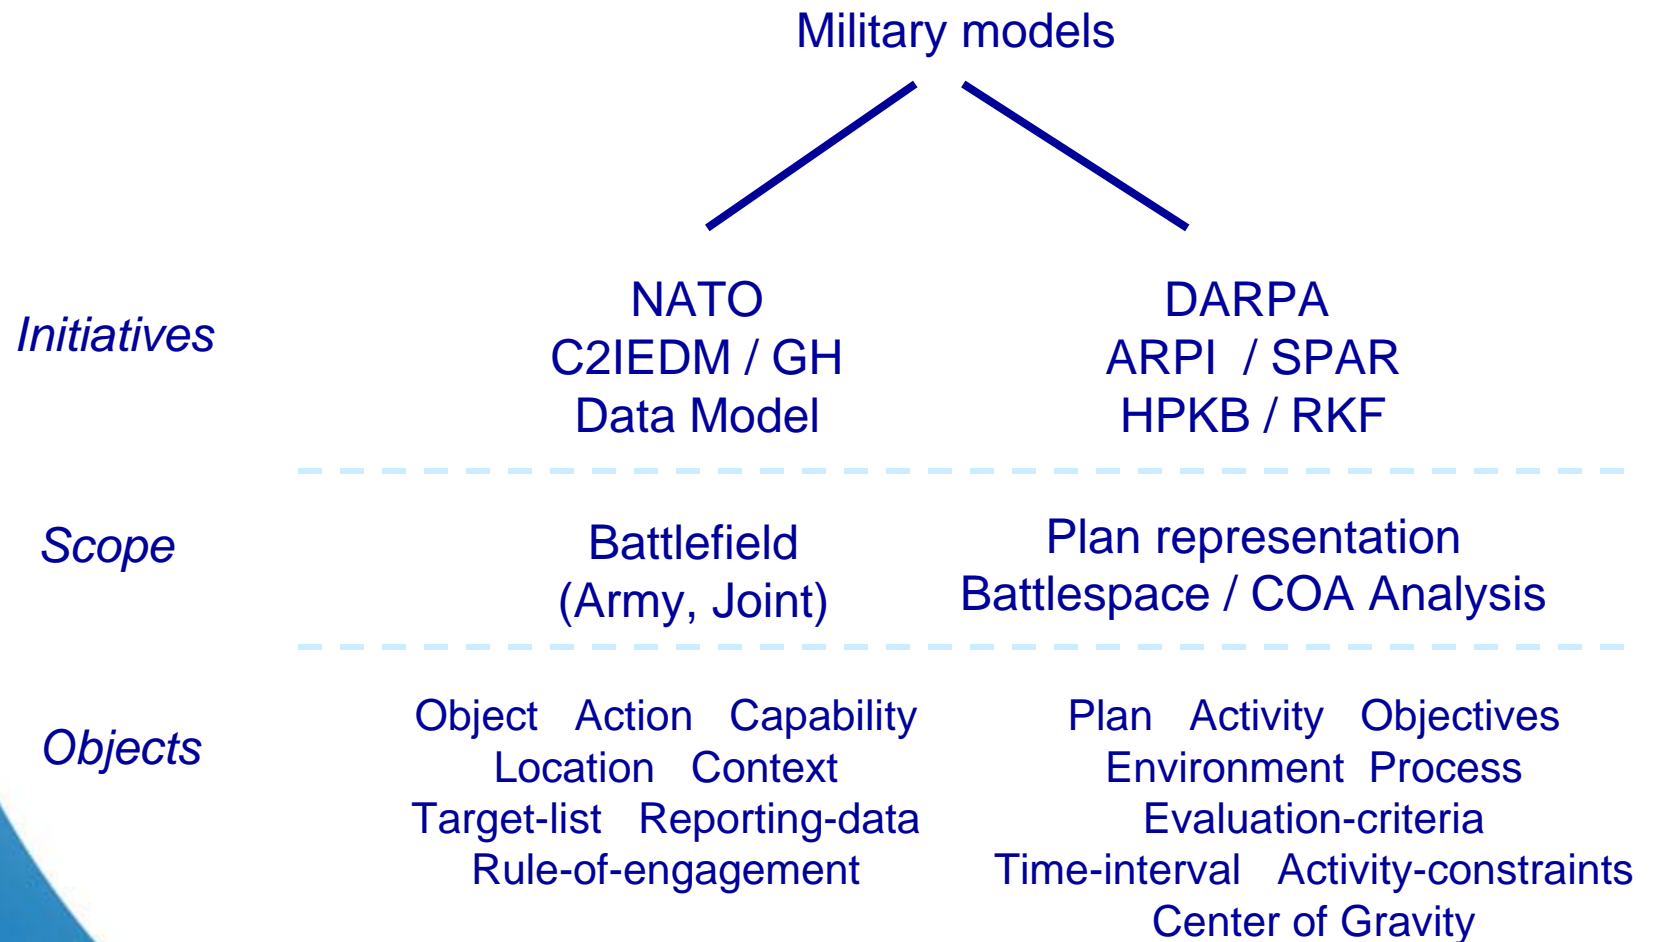 Military models
Initiatives
NATO
C2IEDM / GH
Data Model
DARPA
ARPI / SPAR
HPKB / RKF
Scope
Battlefield
(Army, Joint)
Plan representation
Battlespace / COA Analysis
Objects
Object Action Capability
Location Context
Target-list Reporting-data
Rule-of-engagement
Plan Activity Objectives
Environment Process
Evaluation-criteria
Time-interval Activity-constraints
Center of Gravity